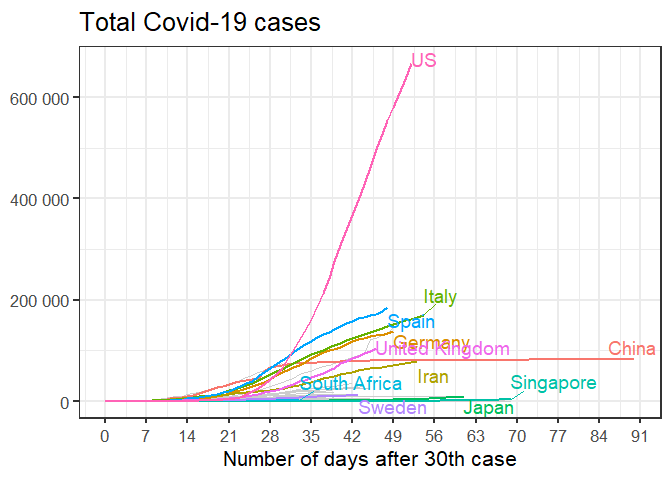 Total Covid-19 cases
US
600 000
400 000
Italy
200 000
Spain
Germany
United Kingdom
China
Iran
South Africa
Singapore
0
Sweden
Japan
0 7 14 21 28 35 42 49 56 63 70 77 84 91
Number of days after 30th case